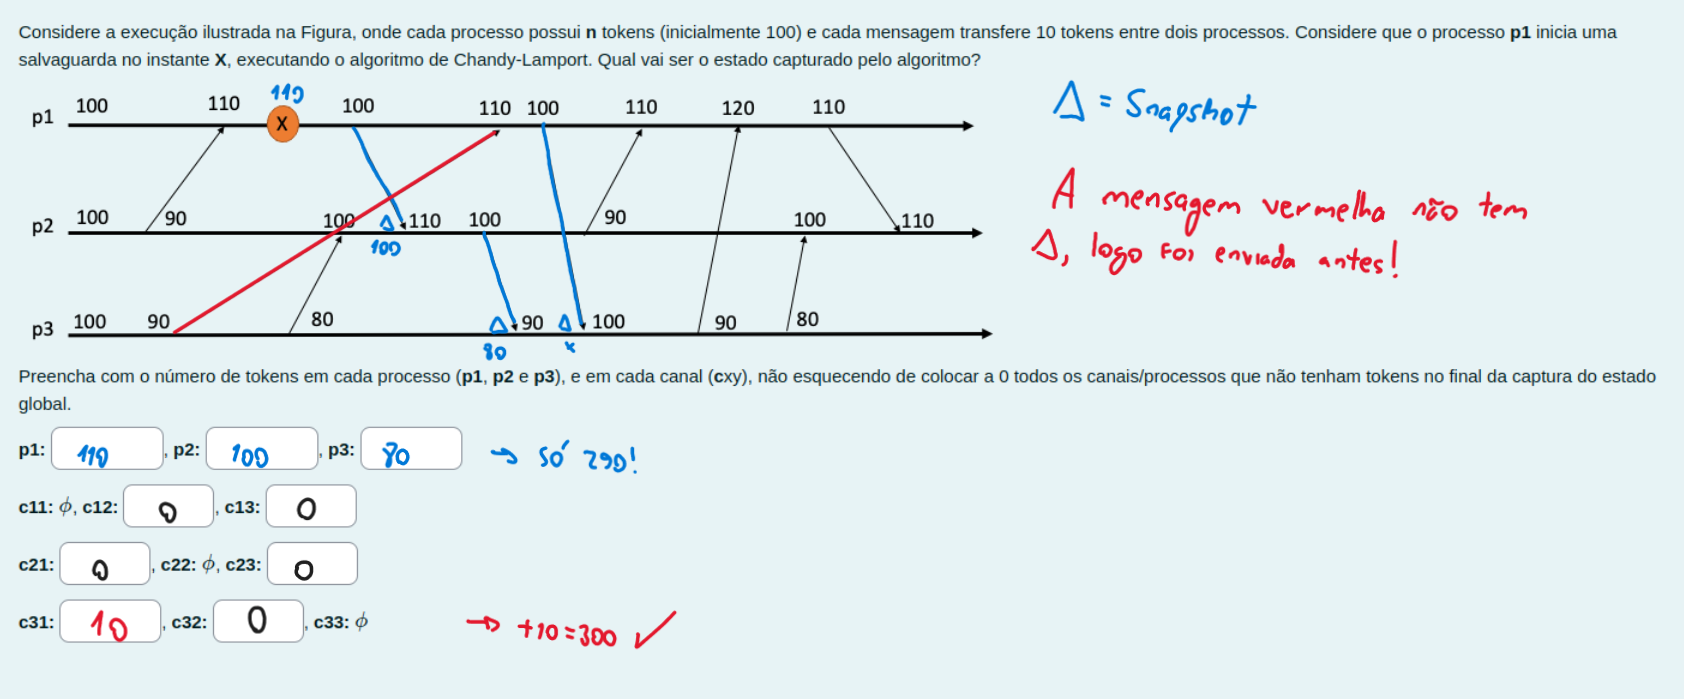 Considere a execução ilustrada na Figura, onde cada processo possui n tokens (inicialmente 100) e cada mensagem transfere 10 tokens entre dois processos. Considere que o processo p1 inicia uma
salvaguarda no instante X, executando o algoritmo de Chandy-Lamport. Qual vai ser o estado capturado pelo algoritmo?
110
Δ = Snapshot
p1 100 110 X 100 110 100 110 120 110
A mensagem vermelha não tem
Δ, logo foi enviada antes!
p2 100 90 100 Δ 110 100 90 100 110
100
p3 100 90 80 Δ 90 Δ 100 90 80
80 x
Preencha com o número de tokens em cada processo (p1, p2 e p3), e em cada canal (cxy), não esquecendo de colocar a 0 todos os canais/processos que não tenham tokens no final da captura do estado
global.
p1: 110, p2: 100, p3: 80 → só 290!
c11: ϕ, c12: 0, c13: 0
c21: 0, c22: ϕ, c23: 0
c31: 10, c32: 0, c33: ϕ → +10=300 ✓